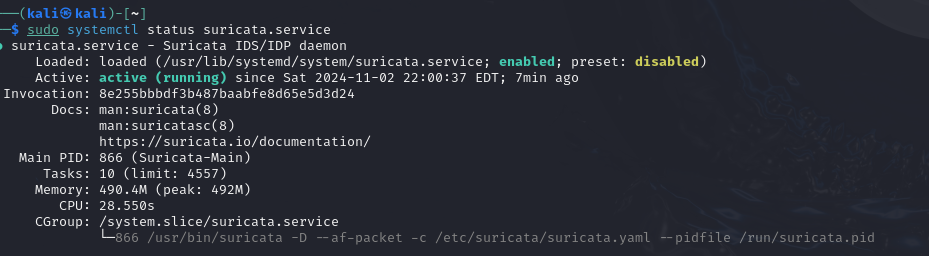 ──(kali㉿kali)-[~]
─$ sudo systemctl status suricata.service
● suricata.service - Suricata IDS/IDP daemon
Loaded: loaded (/usr/lib/systemd/system/suricata.service; enabled; preset: disabled)
Active: active (running) since Sat 2024-11-02 22:00:37 EDT; 7min ago
Invocation: 8e255bbbdf3b487baabfe8d65e5d3d24
Docs: man:suricata(8)
man:suricatasc(8)
https://suricata.io/documentation/
Main PID: 866 (Suricata-Main)
Tasks: 10 (limit: 4557)
Memory: 490.4M (peak: 492M)
CPU: 28.550s
CGroup: /system.slice/suricata.service
└─866 /usr/bin/suricata -D --af-packet -c /etc/suricata/suricata.yaml --pidfile /run/suricata.pid